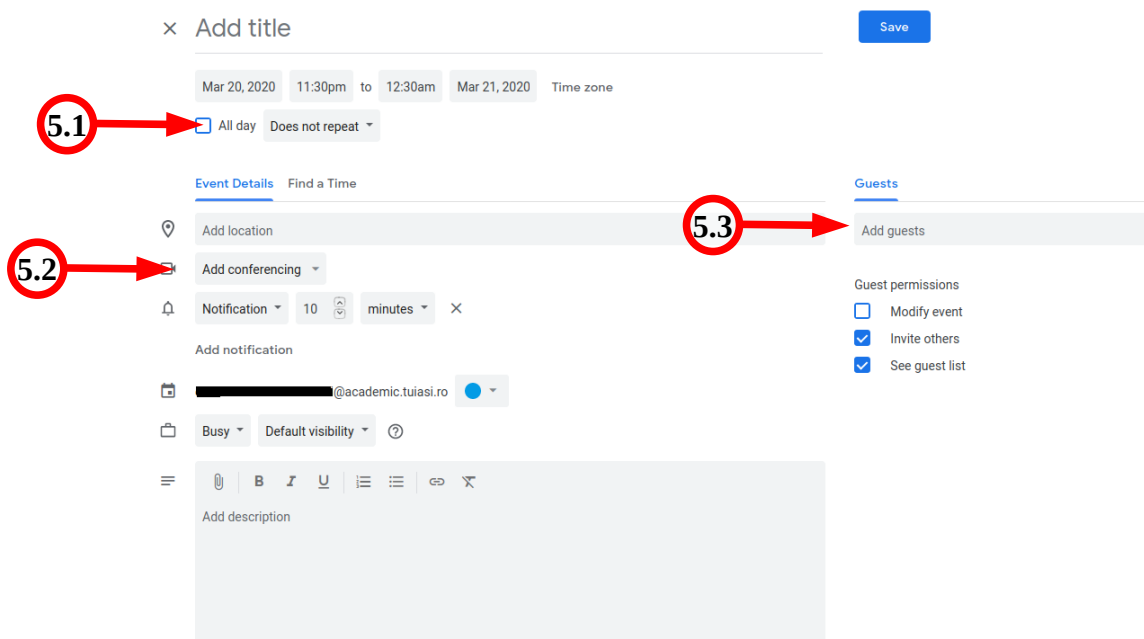 Add title
Save
Mar 20, 2020 11:30pm to 12:30am Mar 21, 2020 Time zone
5.1 All day Does not repeat
Event Details Find a Time
Guests
Add location
5.3 Add guests
5.2 Add conferencing
Guest permissions
Notification 10 minutes
Modify event
Invite others
Add notification
See guest list
@academic.tuiasi.ro
Busy Default visibility ?
B I U
Add description